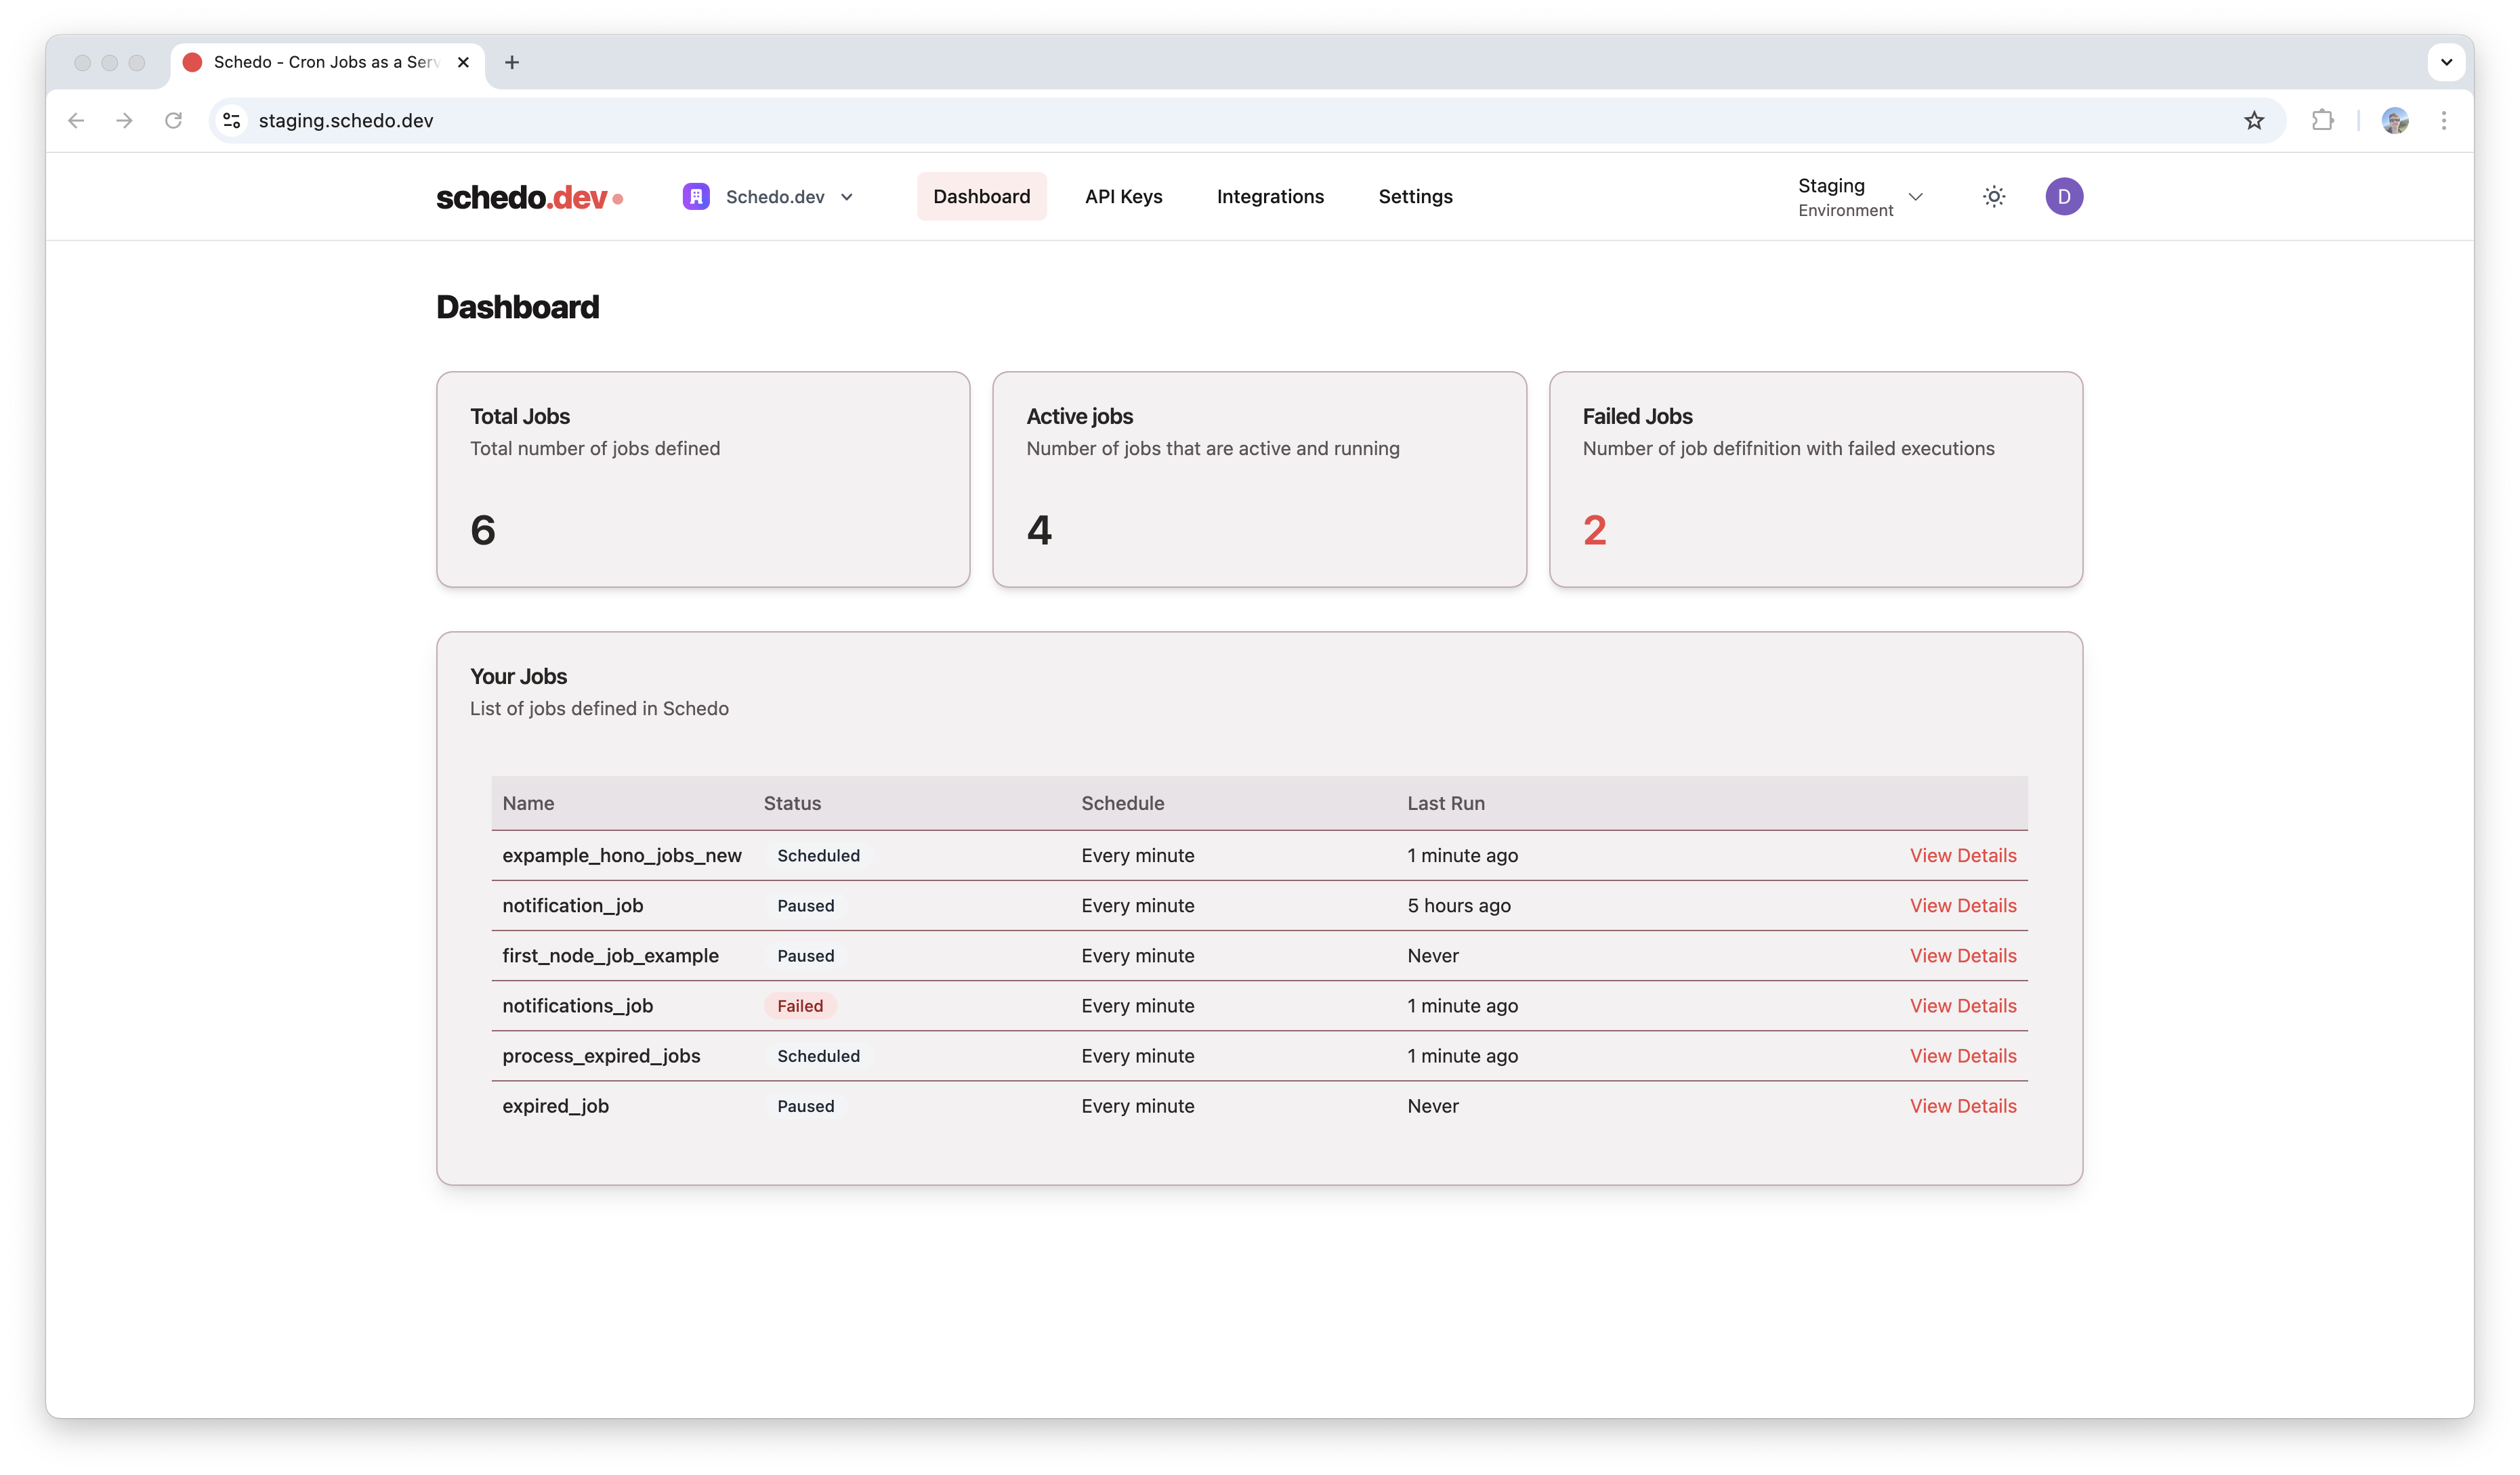 Schedo - Cron Jobs as a Serv
staging.schedo.dev
schedo.dev
Schedo.dev
Dashboard
API Keys
Integrations
Settings
Staging
Environment
D
Dashboard
Total Jobs
Total number of jobs defined
6
Active jobs
Number of jobs that are active and running
4
Failed Jobs
Number of job defifnition with failed executions
2
Your Jobs
List of jobs defined in Schedo
Name Status Schedule Last Run
expample_hono_jobs_new Scheduled Every minute 1 minute ago View Details
notification_job Paused Every minute 5 hours ago View Details
first_node_job_example Paused Every minute Never View Details
notifications_job Failed Every minute 1 minute ago View Details
process_expired_jobs Scheduled Every minute 1 minute ago View Details
expired_job Paused Every minute Never View Details